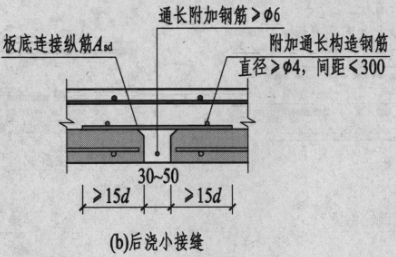 通长附加钢筋≥φ6
板底连接纵筋Asd
附加通长构造钢筋
直径≥φ4，间距≤300
30~50
≥15d
≥15d
(b)后浇小接缝